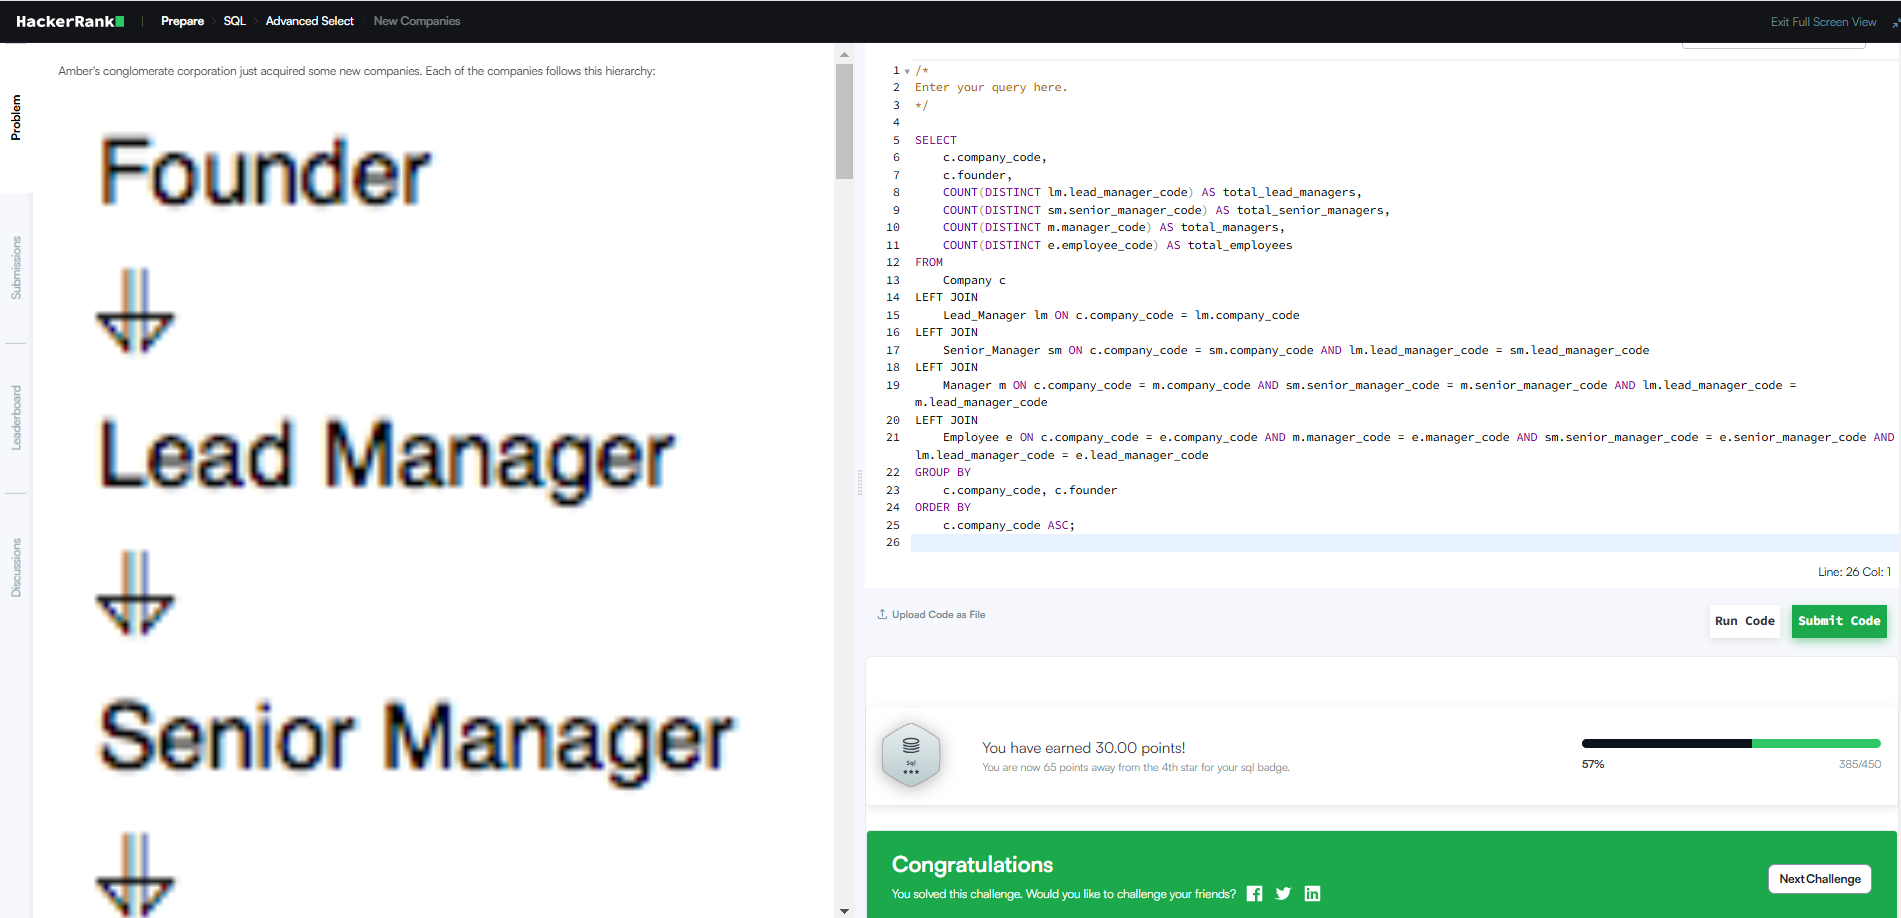 HackerRank | Prepare SQL Advanced Select New Companies Exit Full Screen View
Problem
Submissions
Leaderboard
Discussions
Amber's conglomerate corporation just acquired some new companies. Each of the companies follows this hierarchy:
Founder
Lead Manager
Senior Manager
1 /*
2 Enter your query here.
3 */
4
5 SELECT
6 c.company_code,
7 c.founder,
8 COUNT(DISTINCT lm.lead_manager_code) AS total_lead_managers,
9 COUNT(DISTINCT sm.senior_manager_code) AS total_senior_managers,
10 COUNT(DISTINCT m.manager_code) AS total_managers,
11 COUNT(DISTINCT e.employee_code) AS total_employees
12 FROM
13 Company c
14 LEFT JOIN
15 Lead_Manager lm ON c.company_code = lm.company_code
16 LEFT JOIN
17 Senior_Manager sm ON c.company_code = sm.company_code AND lm.lead_manager_code = sm.lead_manager_code
18 LEFT JOIN
19 Manager m ON c.company_code = m.company_code AND sm.senior_manager_code = m.senior_manager_code AND lm.lead_manager_code =
m.lead_manager_code
20 LEFT JOIN
21 Employee e ON c.company_code = e.company_code AND m.manager_code = e.manager_code AND sm.senior_manager_code = e.senior_manager_code AND
lm.lead_manager_code = e.lead_manager_code
22 GROUP BY
23 c.company_code, c.founder
24 ORDER BY
25 c.company_code ASC;
26
Line: 26 Col: 1
Upload Code as File
Run Code
Submit Code
Sql
You have earned 30.00 points!
You are now 65 points away from the 4th star for your sql badge.
57% 385/450
Congratulations
You solved this challenge. Would you like to challenge your friends?
Next Challenge